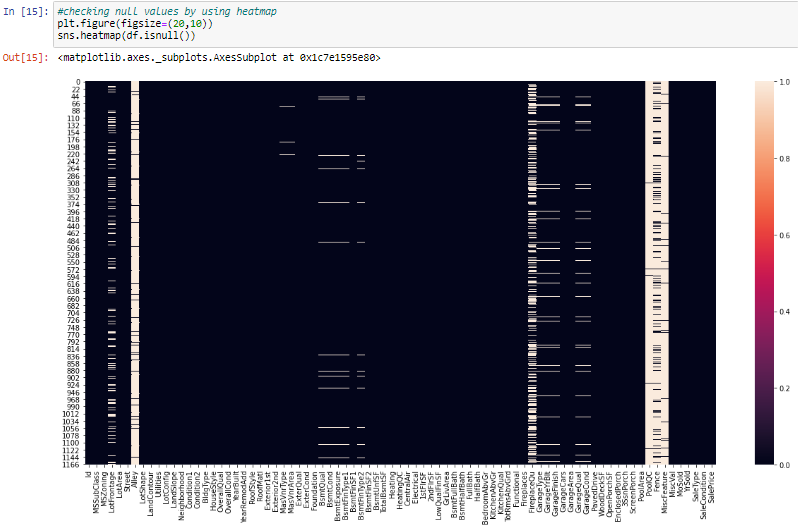 In [15]: #checking null values by using heatmap
plt.figure(figsize=(20,10))
sns.heatmap(df.isnull())
Out[15]: <matplotlib.axes._subplots.AxesSubplot at 0x1c7e1595e80>
0
22
44
66
88
110
132
154
176
198
220
242
264
286
308
330
352
374
396
418
440
462
484
506
528
550
572
594
616
638
660
682
704
726
748
770
792
814
836
858
880
902
924
946
968
990
1012
1034
1056
1078
1100
1122
1144
1166
1.0
0.8
0.6
0.4
0.2
0.0
Id
MSSubClass
MSZoning
LotFrontage
LotArea
Street
Alley
LotShape
LandContour
Utilities
LotConfig
LandSlope
Neighborhood
Condition1
Condition2
BldgType
HouseStyle
OverallQual
OverallCond
YearBuilt
YearRemodAdd
RoofStyle
RoofMatl
Exterior1st
Exterior2nd
MasVnrType
MasVnrArea
ExterQual
ExterCond
Foundation
BsmtQual
BsmtCond
BsmtExposure
BsmtFinType1
BsmtFinSF1
BsmtFinType2
BsmtFinSF2
BsmtUnfSF
TotalBsmtSF
Heating
HeatingQC
CentralAir
Electrical
1stFlrSF
2ndFlrSF
LowQualFinSF
GrLivArea
BsmtFullBath
BsmtHalfBath
FullBath
HalfBath
BedroomAbvGr
KitchenAbvGr
KitchenQual
TotRmsAbvGrd
Functional
Fireplaces
FireplaceQu
GarageType
GarageYrBlt
GarageFinish
GarageCars
GarageArea
GarageQual
GarageCond
PavedDrive
WoodDeckSF
OpenPorchSF
EnclosedPorch
3SsnPorch
ScreenPorch
PoolArea
PoolQC
Fence
MiscFeature
MiscVal
MoSold
YrSold
SaleType
SaleCondition
SalePrice